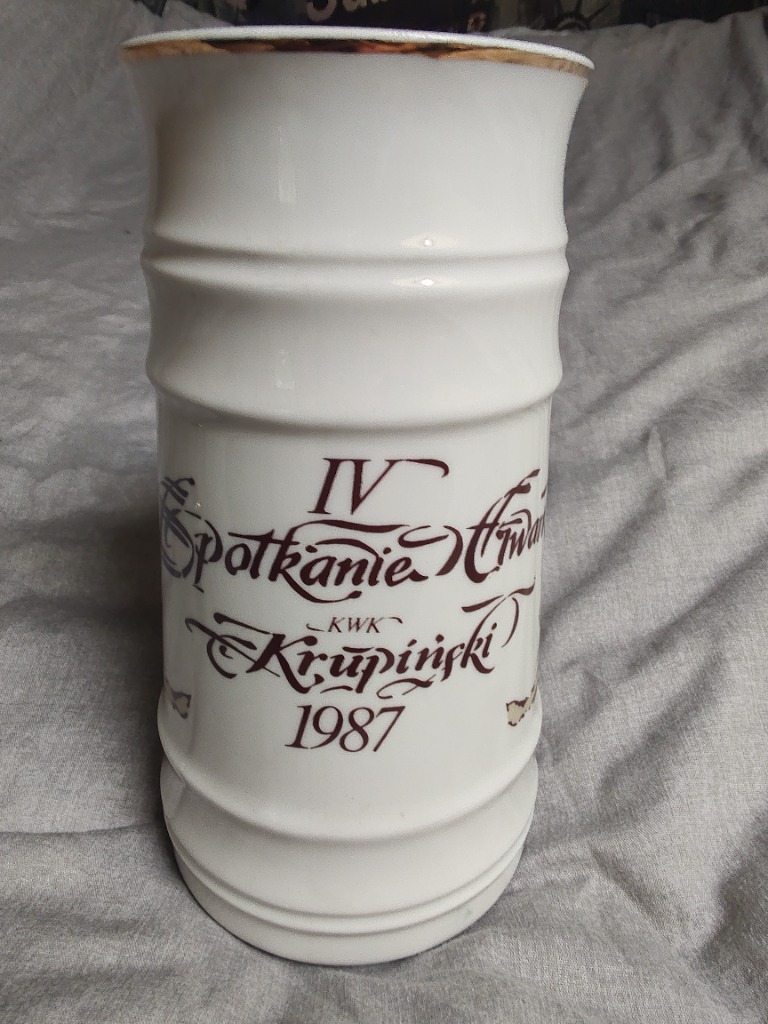 IV
Spotkanie
KWK
Krupiński
1987